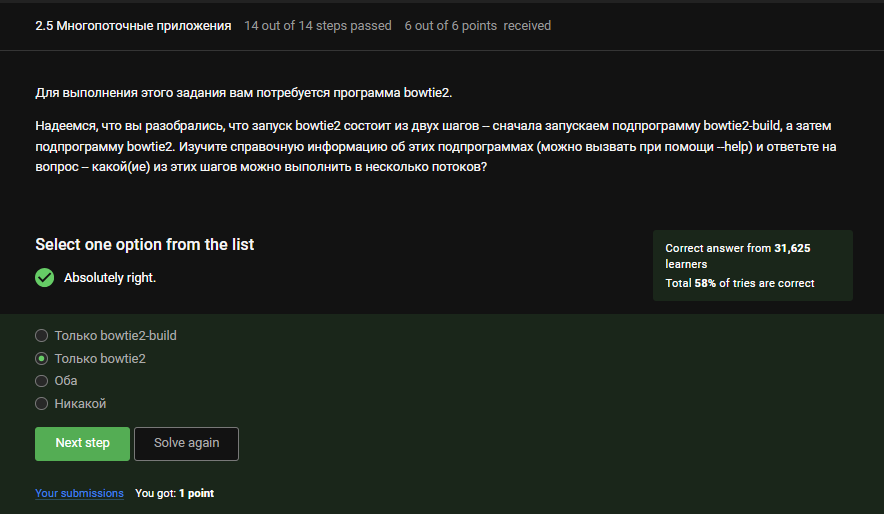 2.5 Многопоточные приложения 14 out of 14 steps passed 6 out of 6 points received
Для выполнения этого задания вам потребуется программа bowtie2.
Надеемся, что вы разобрались, что запуск bowtie2 состоит из двух шагов – сначала запускаем подпрограмму bowtie2-build, а затем
подпрограмму bowtie2. Изучите справочную информацию об этих подпрограммах (можно вызвать при помощи --help) и ответьте на
вопрос – какой(ие) из этих шагов можно выполнить в несколько потоков?
Select one option from the list
Absolutely right.
Correct answer from 31,625
learners
Total 58% of tries are correct
Только bowtie2-build
Только bowtie2
Оба
Никакой
Next step Solve again
Your submissions You got: 1 point